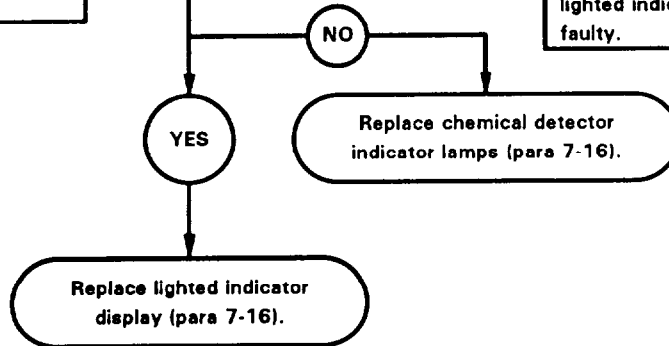 lighted
faulty.
NO
YES
Replace chemical detector
indicator lamps (para 7-16).
Replace lighted indicator
display (para 7-16).